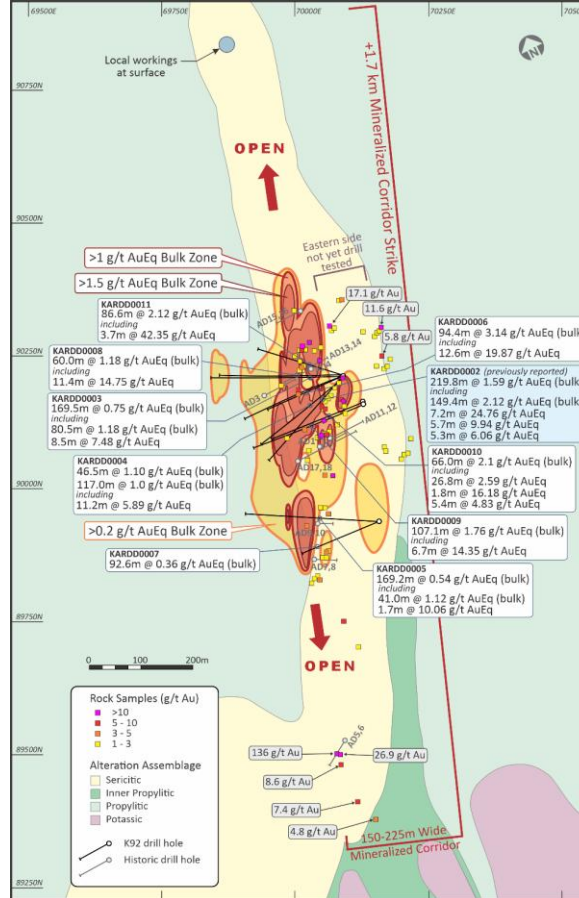 69500E
69750E
70000E
70250E
90750N
90500N
90250N
90000N
89750N
89500N
89250N
Local workings
at surface
N
+1.7 km Mineralized Corridor Strike
OPEN
Eastern side
not yet drill
tested
>1 g/t AuEq Bulk Zone
>1.5 g/t AuEq Bulk Zone
17.1 g/t Au
11.6 g/t Au
5.8 g/t Au
KARDD0011
86.6m @ 2.12 g/t AuEq (bulk)
including
3.7m @ 42.35 g/t AuEq
KARDD0008
60.0m @ 1.18 g/t AuEq (bulk)
including
11.4m @ 14.75 g/t AuEq
KARDD0003
169.5m @ 0.75 g/t AuEq (bulk)
including
80.5m @ 1.18 g/t AuEq
8.5m @ 7.48 g/t AuEq
KARDD0004
46.5m @ 1.10 g/t AuEq (bulk)
117.0m @ 1.0 g/t AuEq (bulk)
including
11.2m @ 5.89 g/t AuEq
>0.2 g/t AuEq Bulk Zone
KARDD0007
92.6m @ 0.36 g/t AuEq (bulk)
KARDD0006
94.4m @ 3.14 g/t AuEq (bulk)
including
12.6m @ 19.87 g/t AuEq
KARDD0002 (previously reported)
219.8m @ 1.59 g/t AuEq (bulk)
including
149.4m @ 2.12 g/t AuEq (bulk)
7.2m @ 24.76 g/t AuEq
5.7m @ 9.94 g/t AuEq
5.3m @ 6.06 g/t AuEq
KARDD0010
66.0m @ 2.1 g/t AuEq (bulk)
including
26.8m @ 2.59 g/t AuEq
1.8m @ 16.18 g/t AuEq
5.4m @ 4.83 g/t AuEq
KARDD0009
107.1m @ 1.76 g/t AuEq (bulk)
including
6.7m @ 14.35 g/t AuEq
KARDD0005
169.2m @ 0.54 g/t AuEq (bulk)
including
41.0m @ 1.12 g/t AuEq (bulk)
1.7m @ 10.06 g/t AuEq
AD13,14
AD3
AD11,12
AD17,18
AD7,8
OPEN
0 100 200m
Rock Samples (g/t Au)
>10
5 - 10
3 - 5
1 - 3
Alteration Assemblage
Sericitic
Inner Propylitic
Propylitic
Potassic
K92 drill hole
Historic drill hole
AD5,6
136 g/t Au
26.9 g/t Au
8.6 g/t Au
7.4 g/t Au
4.8 g/t Au
150-225m Wide
Mineralized Corridor